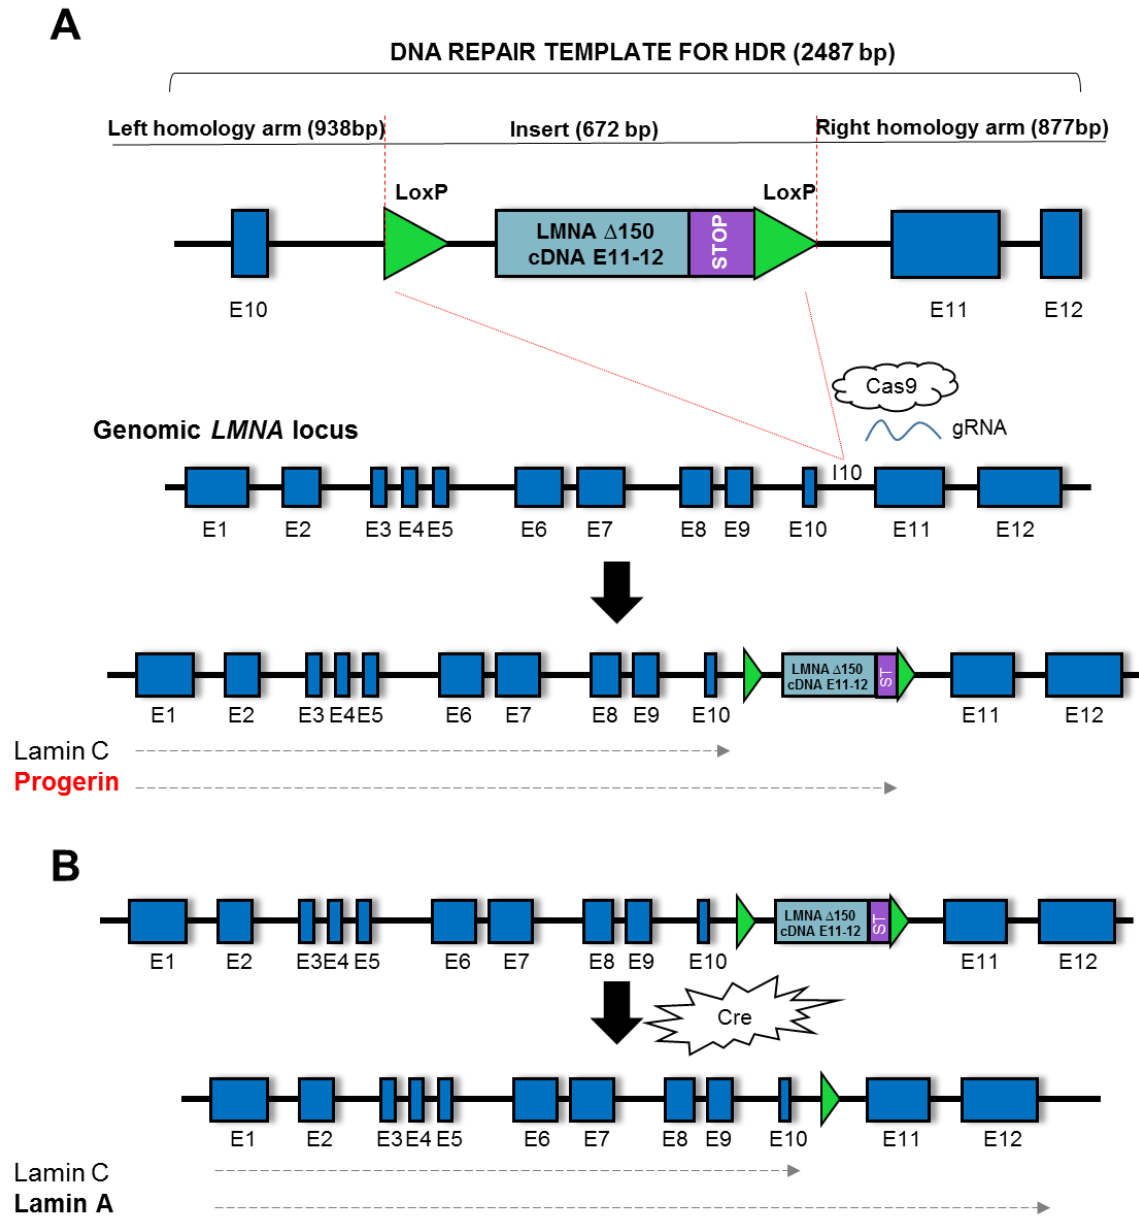 A
DNA REPAIR TEMPLATE FOR HDR (2487 bp)
Left homology arm (938bp)
Insert (672 bp)
Right homology arm (877bp)
LoxP
LoxP
LMNA Δ150
cDNA E11-12
STOP
E10
E11
E12
Cas9
gRNA
Genomic LMNA locus
I10
E1 E2 E3 E4 E5 E6 E7 E8 E9 E10 E11 E12
LMNA Δ150
cDNA E11-12
ST
E1 E2 E3 E4 E5 E6 E7 E8 E9 E10 E11 E12
Lamin C
Progerin
B
LMNA Δ150
cDNA E11-12
ST
E1 E2 E3 E4 E5 E6 E7 E8 E9 E10 E11 E12
Cre
E1 E2 E3 E4 E5 E6 E7 E8 E9 E10 E11 E12
Lamin C
Lamin A